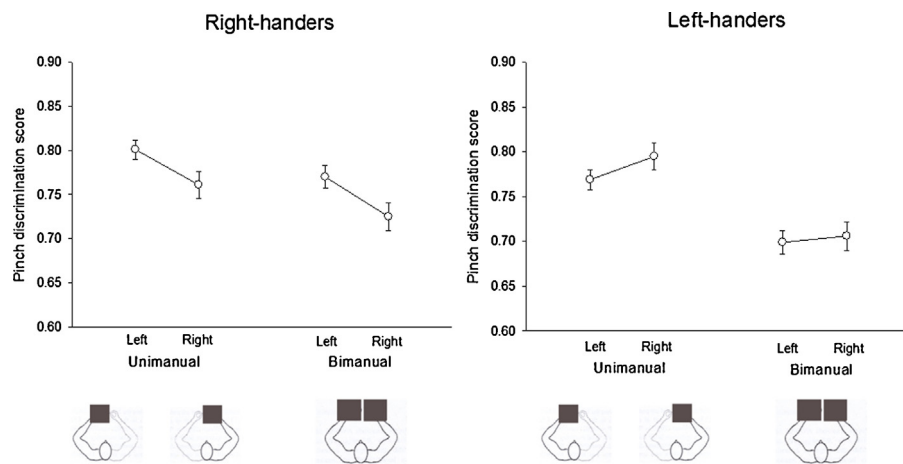 Right-handers
Pinch discrimination score
0.90
0.85
0.80
0.75
0.70
0.65
0.60
Left Right
Unimanual
Left Right
Bimanual
Left-handers
Pinch discrimination score
0.90
0.85
0.80
0.75
0.70
0.65
0.60
Left Right
Unimanual
Left Right
Bimanual